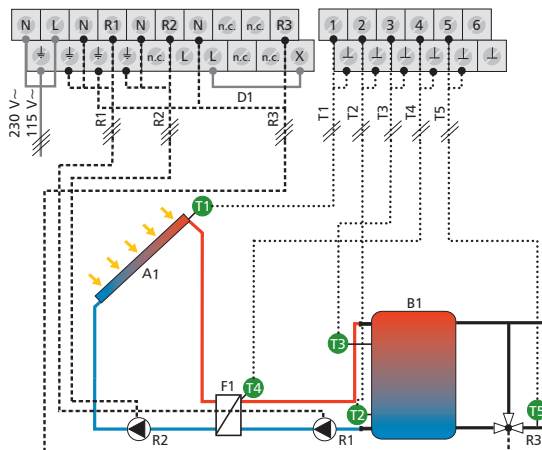 N L N R1 N R2 N n.c. n.c. R3
n.c. L L n.c. n.c. X
1 2 3 4 5 6
230 V~
115 V~
R1
R2
D1
R3
T1
T2
T3
T4
T5
T1
A1
B1
T3
F1
T4
T2
T5
R2
R1
R3